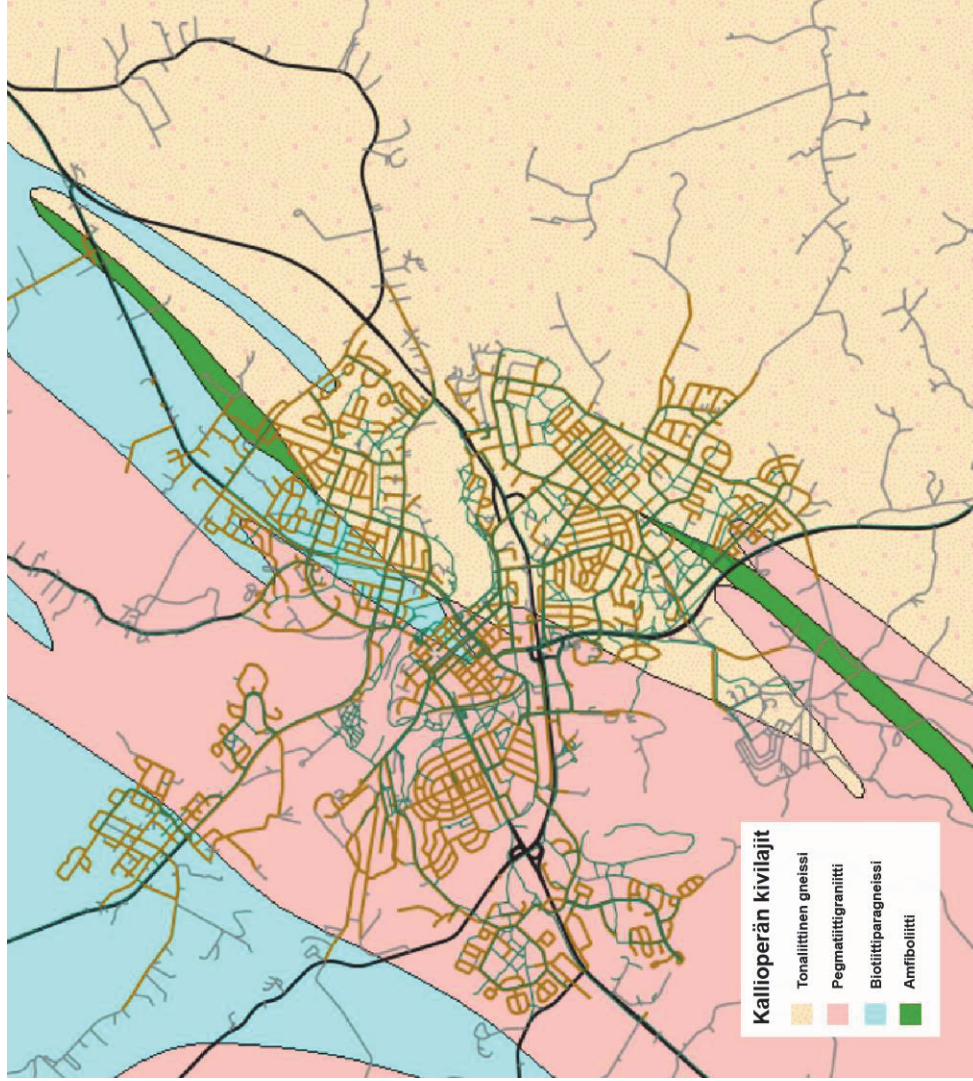 Kallioperän kivilajit
Tonaliittinen gneissi
Pegmatiittigraniitti
Biotiittiparagneissi
Amfiboliitti